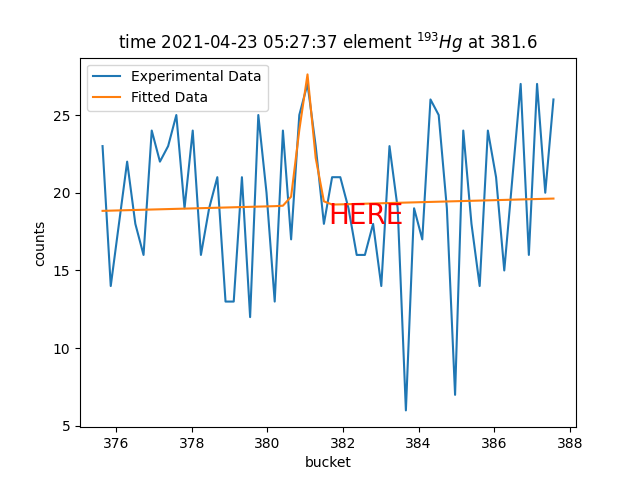 time 2021-04-23 05:27:37 element ¹⁹³Hg at 381.6
Experimental Data
Fitted Data
25
20
15
10
5
counts
HERE
376 378 380 382 384 386 388
bucket